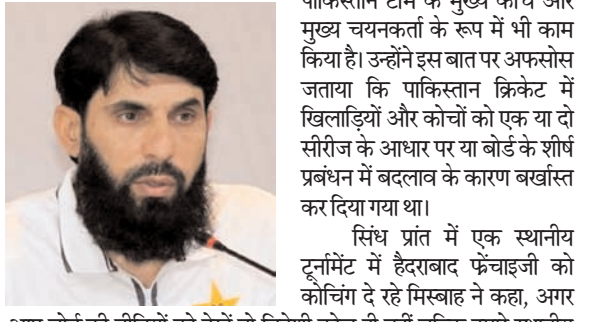 पाकिस्तान टीम के मुख्य कोच और
मुख्य चयनकर्ता के रूप में भी काम
किया है। उन्होंने इस बात पर अफसोस
जताया कि पाकिस्तान क्रिकेट में
खिलाड़ियों और कोचों को एक या दो
सीरीज के आधार पर या बोर्ड के शीर्ष
प्रबंधन में बदलाव के कारण बर्खास्त
कर दिया गया था।
सिंध प्रांत में एक स्थानीय
टूर्नामेंट में हैदराबाद फ्रेंचाइजी को
कोचिंग दे रहे मिस्बाह ने कहा, अगर